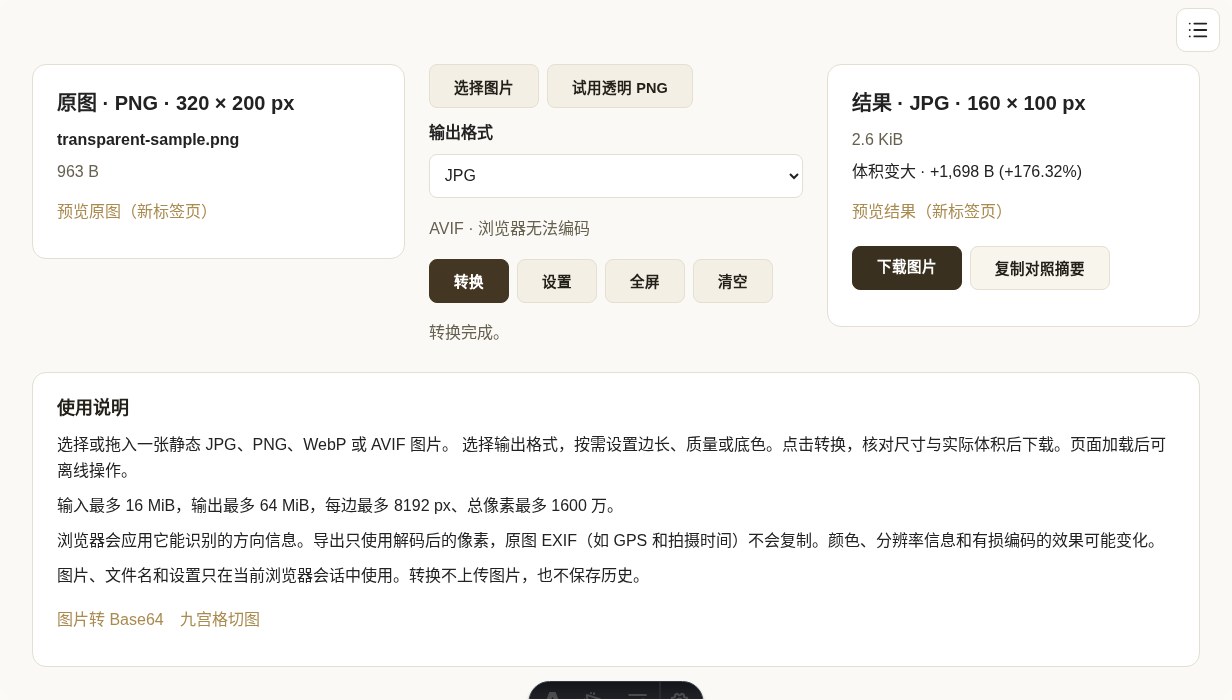 原图 · PNG · 320 × 200 px
transparent-sample.png
963 B
预览原图（新标签页）
选择图片
试用透明 PNG
输出格式
JPG
AVIF · 浏览器无法编码
转换
设置
全屏
清空
转换完成。
结果 · JPG · 160 × 100 px
2.6 KiB
体积变大 · +1,698 B (+176.32%)
预览结果（新标签页）
下载图片
复制对照摘要
使用说明
选择或拖入一张静态 JPG、PNG、WebP 或 AVIF 图片。 选择输出格式，按需设置边长、质量或底色。点击转换，核对尺寸与实际体积后下载。页面加载后可
离线操作。
输入最多 16 MiB，输出最多 64 MiB，每边最多 8192 px、总像素最多 1600 万。
浏览器会应用它能识别的方向信息。导出只使用解码后的像素，原图 EXIF（如 GPS 和拍摄时间）不会复制。颜色、分辨率信息和有损编码的效果可能变化。
图片、文件名和设置只在当前浏览器会话中使用。转换不上传图片，也不保存历史。
图片转 Base64 九宫格切图